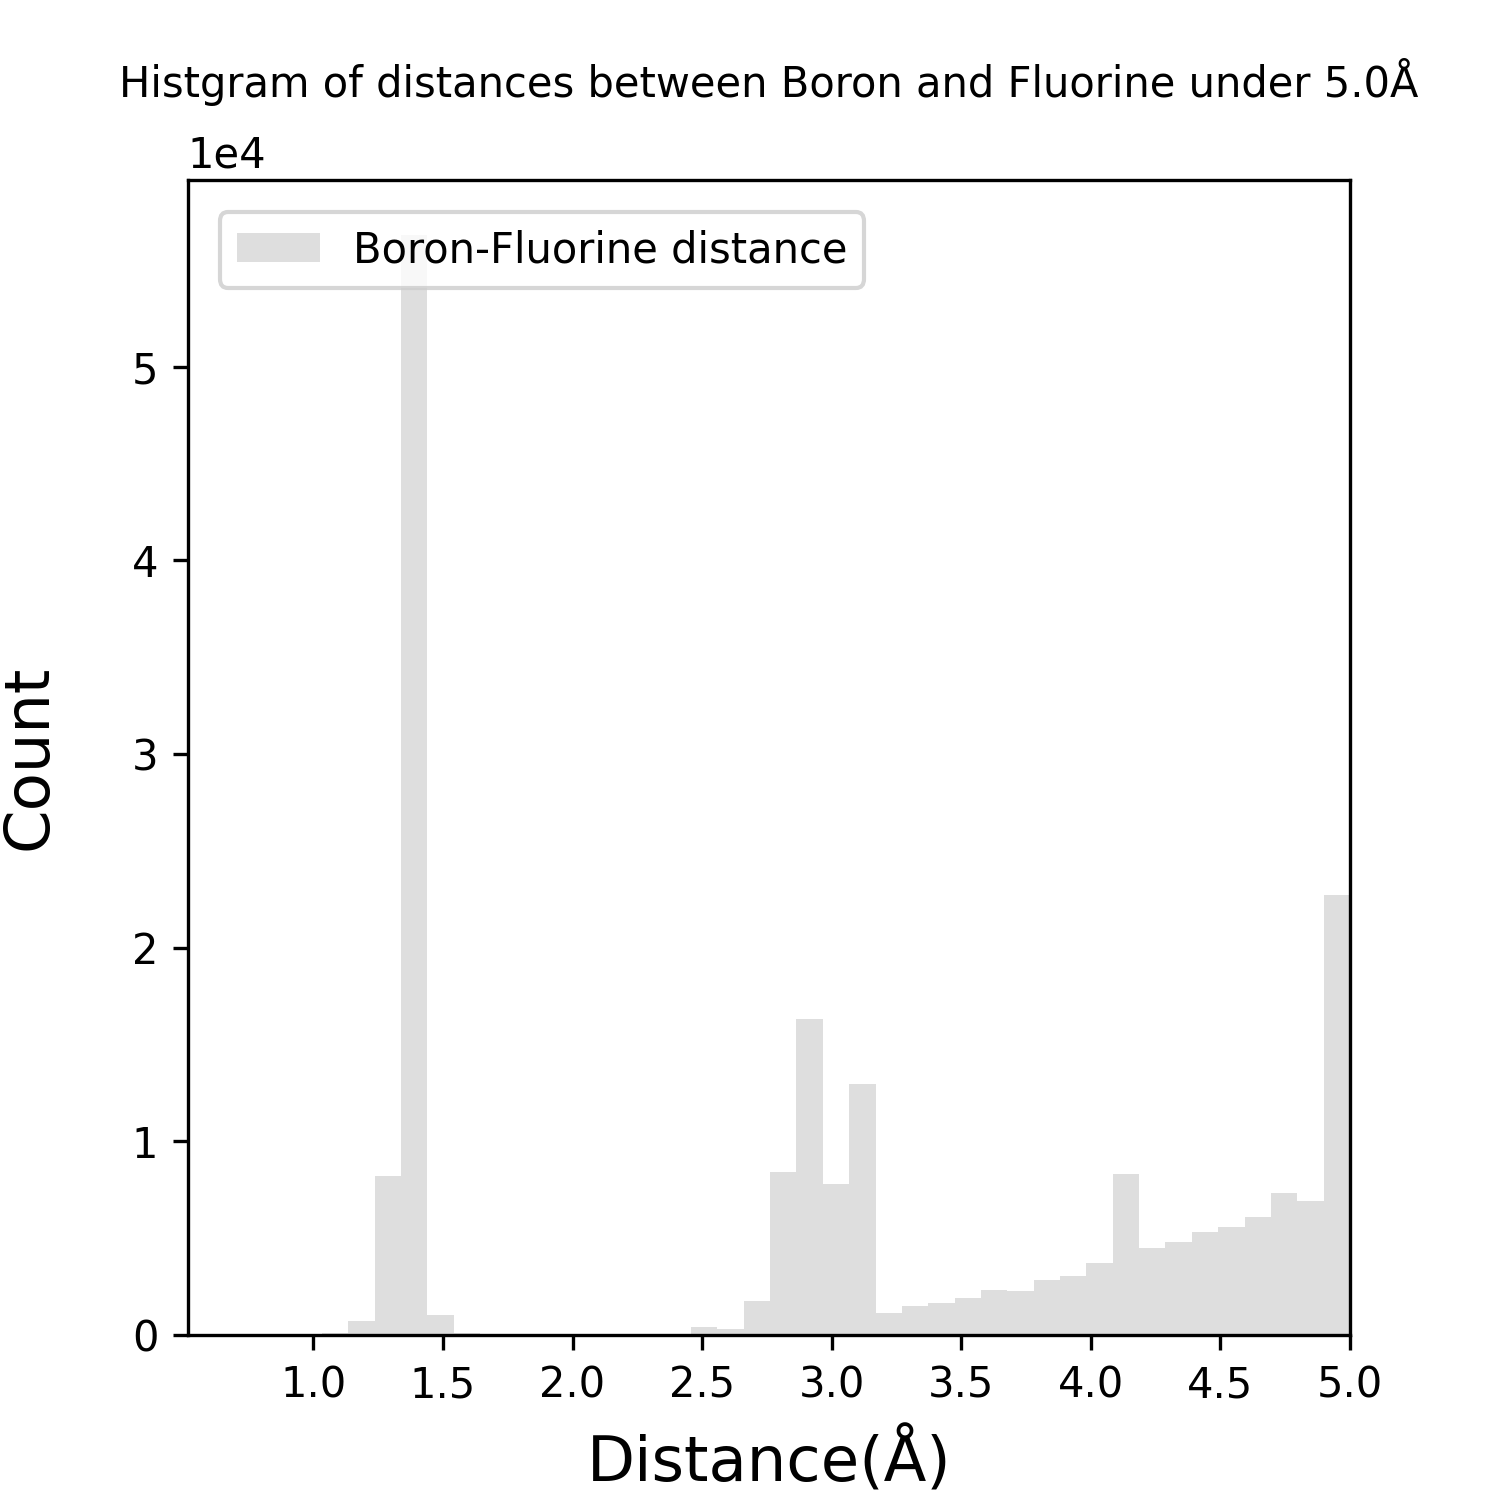 Histgram of distances between Boron and Fluorine under 5.0Å
1e4
Boron-Fluorine distance
5
4
3
2
1
0
Count
1.0 1.5 2.0 2.5 3.0 3.5 4.0 4.5 5.0
Distance(Å)